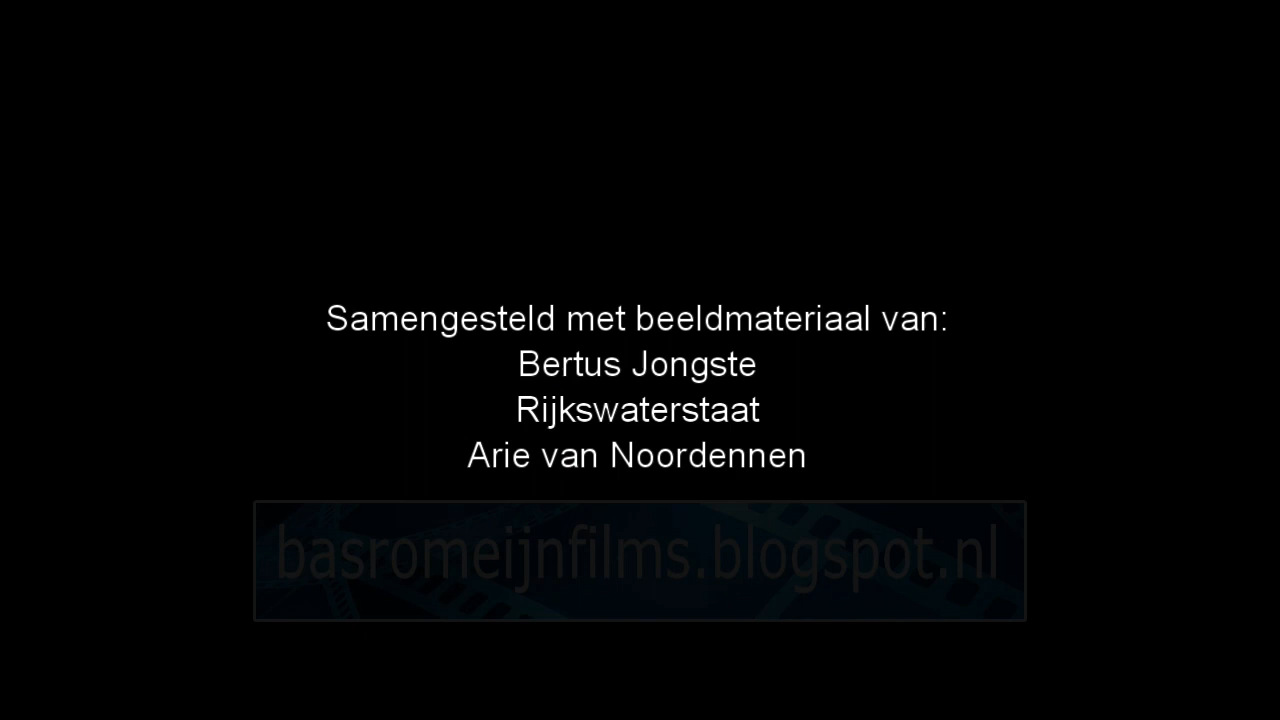 Samengesteld met beeldmateriaal van:
Bertus Jongste
Rijkswaterstaat
Arie van Noordennen
basromeijnfilms.blogspot.nl